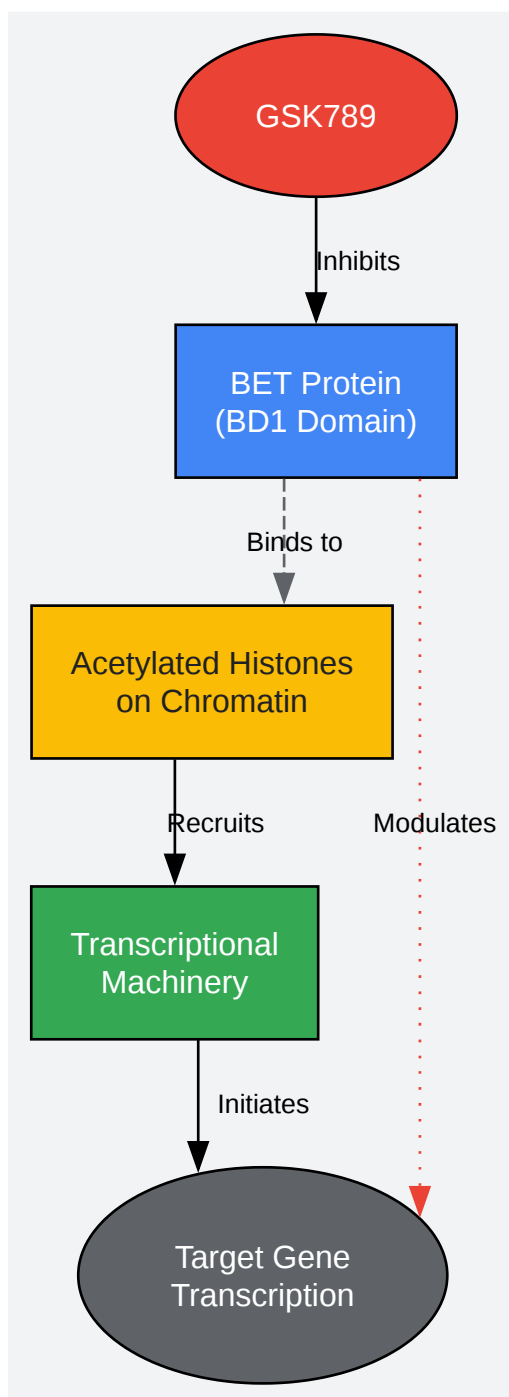 GSK789
Inhibits
BET Protein
(BD1 Domain)
Binds to
Acetylated Histones
on Chromatin
Recruits
Modulates
Transcriptional
Machinery
Initiates
Target Gene
Transcription